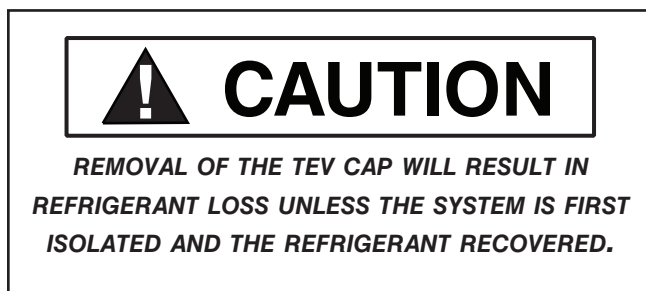 CAUTION
REMOVAL OF THE TEV CAP WILL RESULT IN
REFRIGERANT LOSS UNLESS THE SYSTEM IS FIRST
ISOLATED AND THE REFRIGERANT RECOVERED.